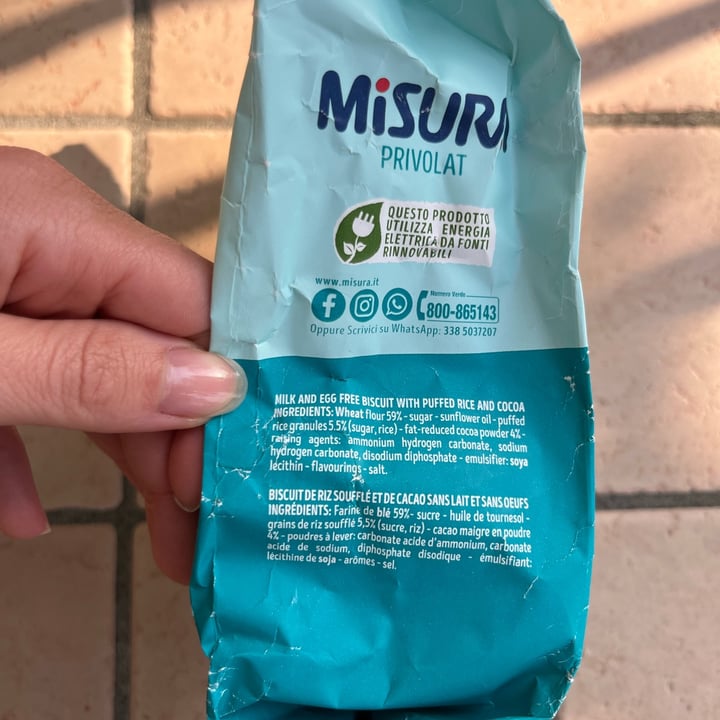 MiSURA
PRIVOLAT
QUESTO PRODOTTO
UTILIZZA ENERGIA
ELETTRICA DA FONTI
RINNOVABILI
www.misura.it
Numero Verde
800-865143
Oppure Scrivici su WhatsApp: 338 5037207
MILK AND EGG FREE BISCUIT WITH PUFFED RICE AND COCOA
INGREDIENTS: Wheat flour 59% - sugar - sunflower oil - puffed
rice granules 5.5% (sugar, rice) - fat-reduced cocoa powder 4% -
raising agents: ammonium hydrogen carbonate, sodium
hydrogen carbonate, disodium diphosphate - emulsifier: soya
lecithin - flavourings - salt.
BISCUIT DE RIZ SOUFFLÉ ET DE CACAO SANS LAIT ET SANS OEUFS
INGRÉDIENTS: Farine de blé 59% - sucre - huile de tournesol -
grains de riz soufflé 5,5% (sucre, riz) - cacao maigre en poudre
4% - poudres à lever: carbonate acide d'ammonium, carbonate
acide de sodium, diphosphate disodique - émulsifiant:
lécithine de soja - arômes - sel.